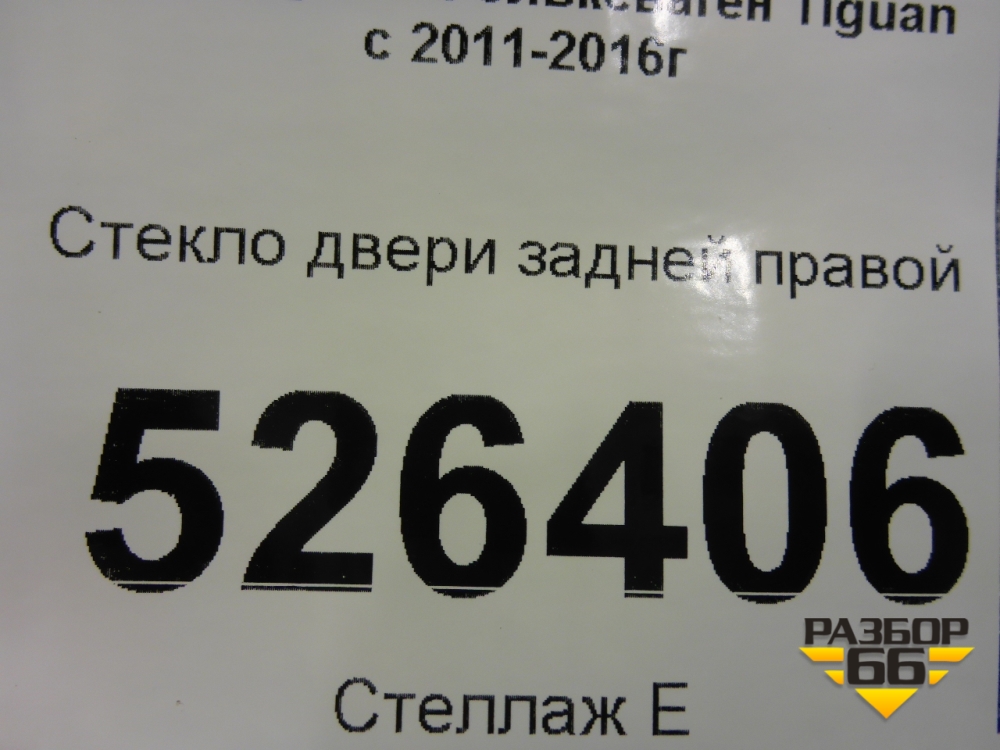 Tiguan
с 2011-2016г
Стекло двери задней правой
526406
РАЗБОР
66
Стеллаж Е